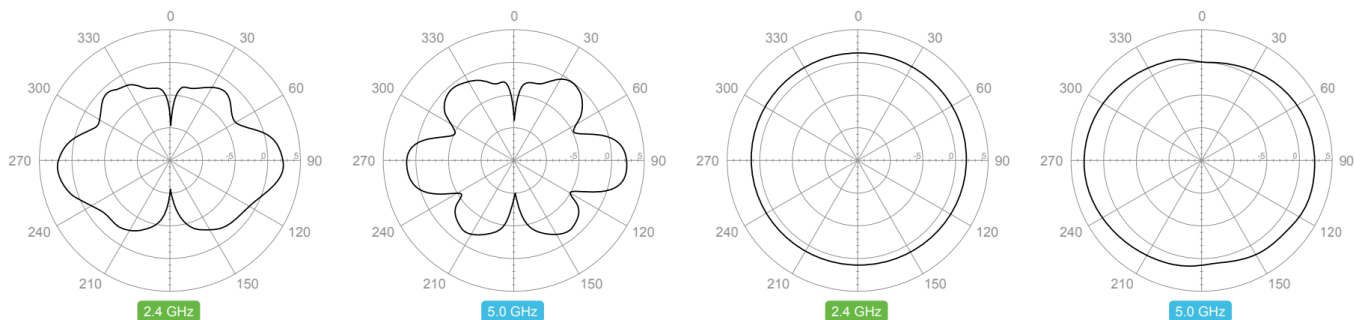 0 0 0 0
330 30 330 30 330 30 330 30
300 60 300 60 300 60 300 60
270 -5 0 5 90 270 -5 0 5 90 270 -5 0 5 90 270 -5 0 5 90
240 120 240 120 240 120 240 120
210 150 210 150 210 150 210 150
2.4 GHz 5.0 GHz 2.4 GHz 5.0 GHz